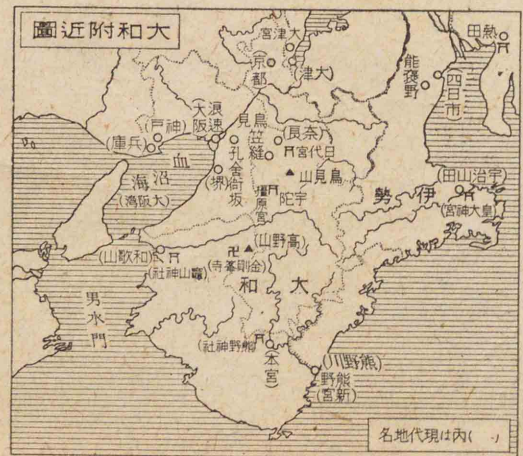 大和附近圖
熱田
大津宮
(大津)
(京都)
能褒野
四日市
鳥見
浪速
(大阪)
(神戸)
(兵庫)
血沼海
(大阪灣)
笠縫
(奈良)
日代宮
鳥見山
孔舍衙坂
(堺)
橿原宮
宇陀
伊勢
(宇治山田)
(皇大神宮)
(高野山)
(金剛峯寺)
(和歌山)
(竈山神社)
大和
男水門
(熊野神社)
(本宮)
(熊野川)
熊野
(新宮)
( )內は現代地名